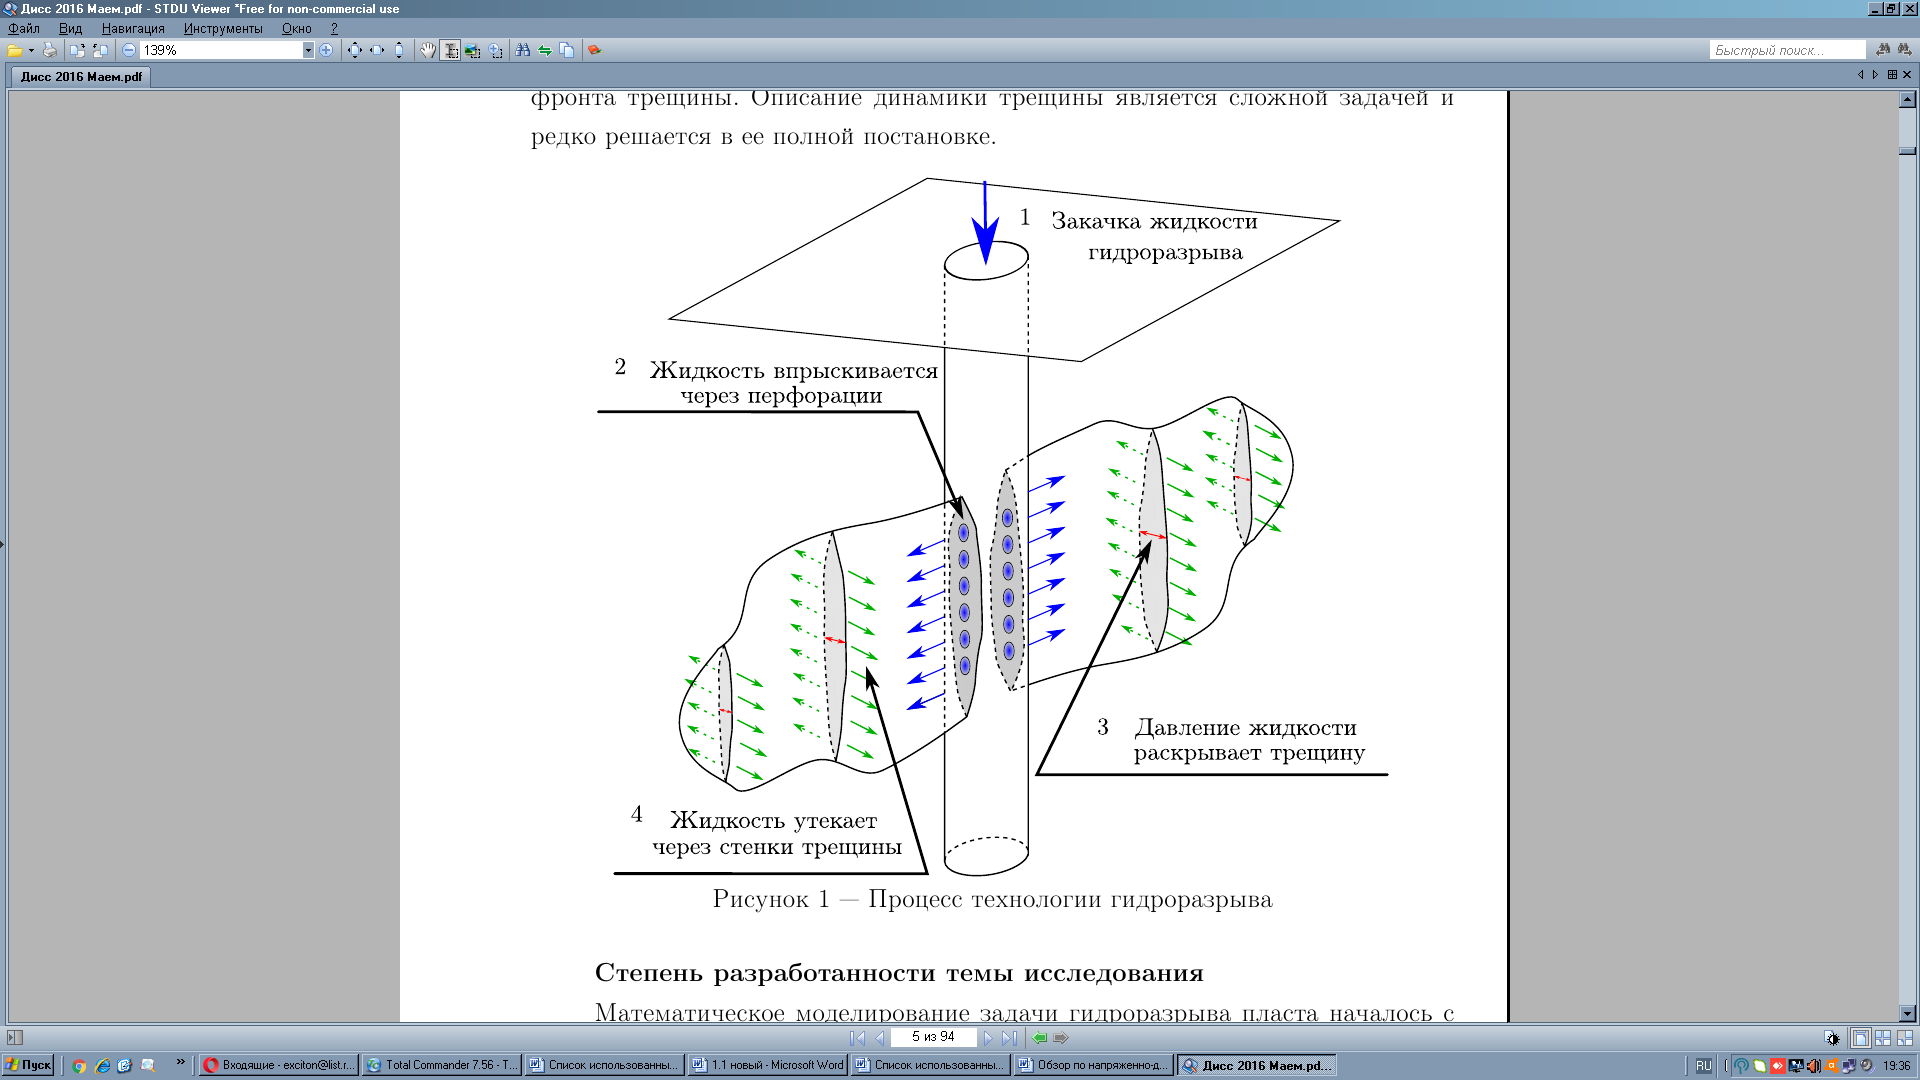 Дисс 2016 Маем.pdf - STDU Viewer *Free for non-commercial use
Файл Вид Навигация Инструменты Окно ?
139%
Быстрый поиск...
Дисс 2016 Маем.pdf
фронта трещины. Описание динамики трещины является сложной задачей и
редко решается в ее полной постановке.
1 Закачка жидкости
гидроразрыва
2 Жидкость впрыскивается
через перфорации
3 Давление жидкости
раскрывает трещину
4 Жидкость утекает
через стенки трещины
Рисунок 1 — Процесс технологии гидроразрыва
Степень разработанности темы исследования
Математическое моделирование задачи гидроразрыва пласта началось с
5 из 94
Пуск
»
Входящие - exciton@list.r...
Total Commander 7.56 - T...
Список использованны...
1.1 новый - Microsoft Word
Список использованны...
Обзор по напряженно-д...
Дисс 2016 Маем.pd...
RU
19:36